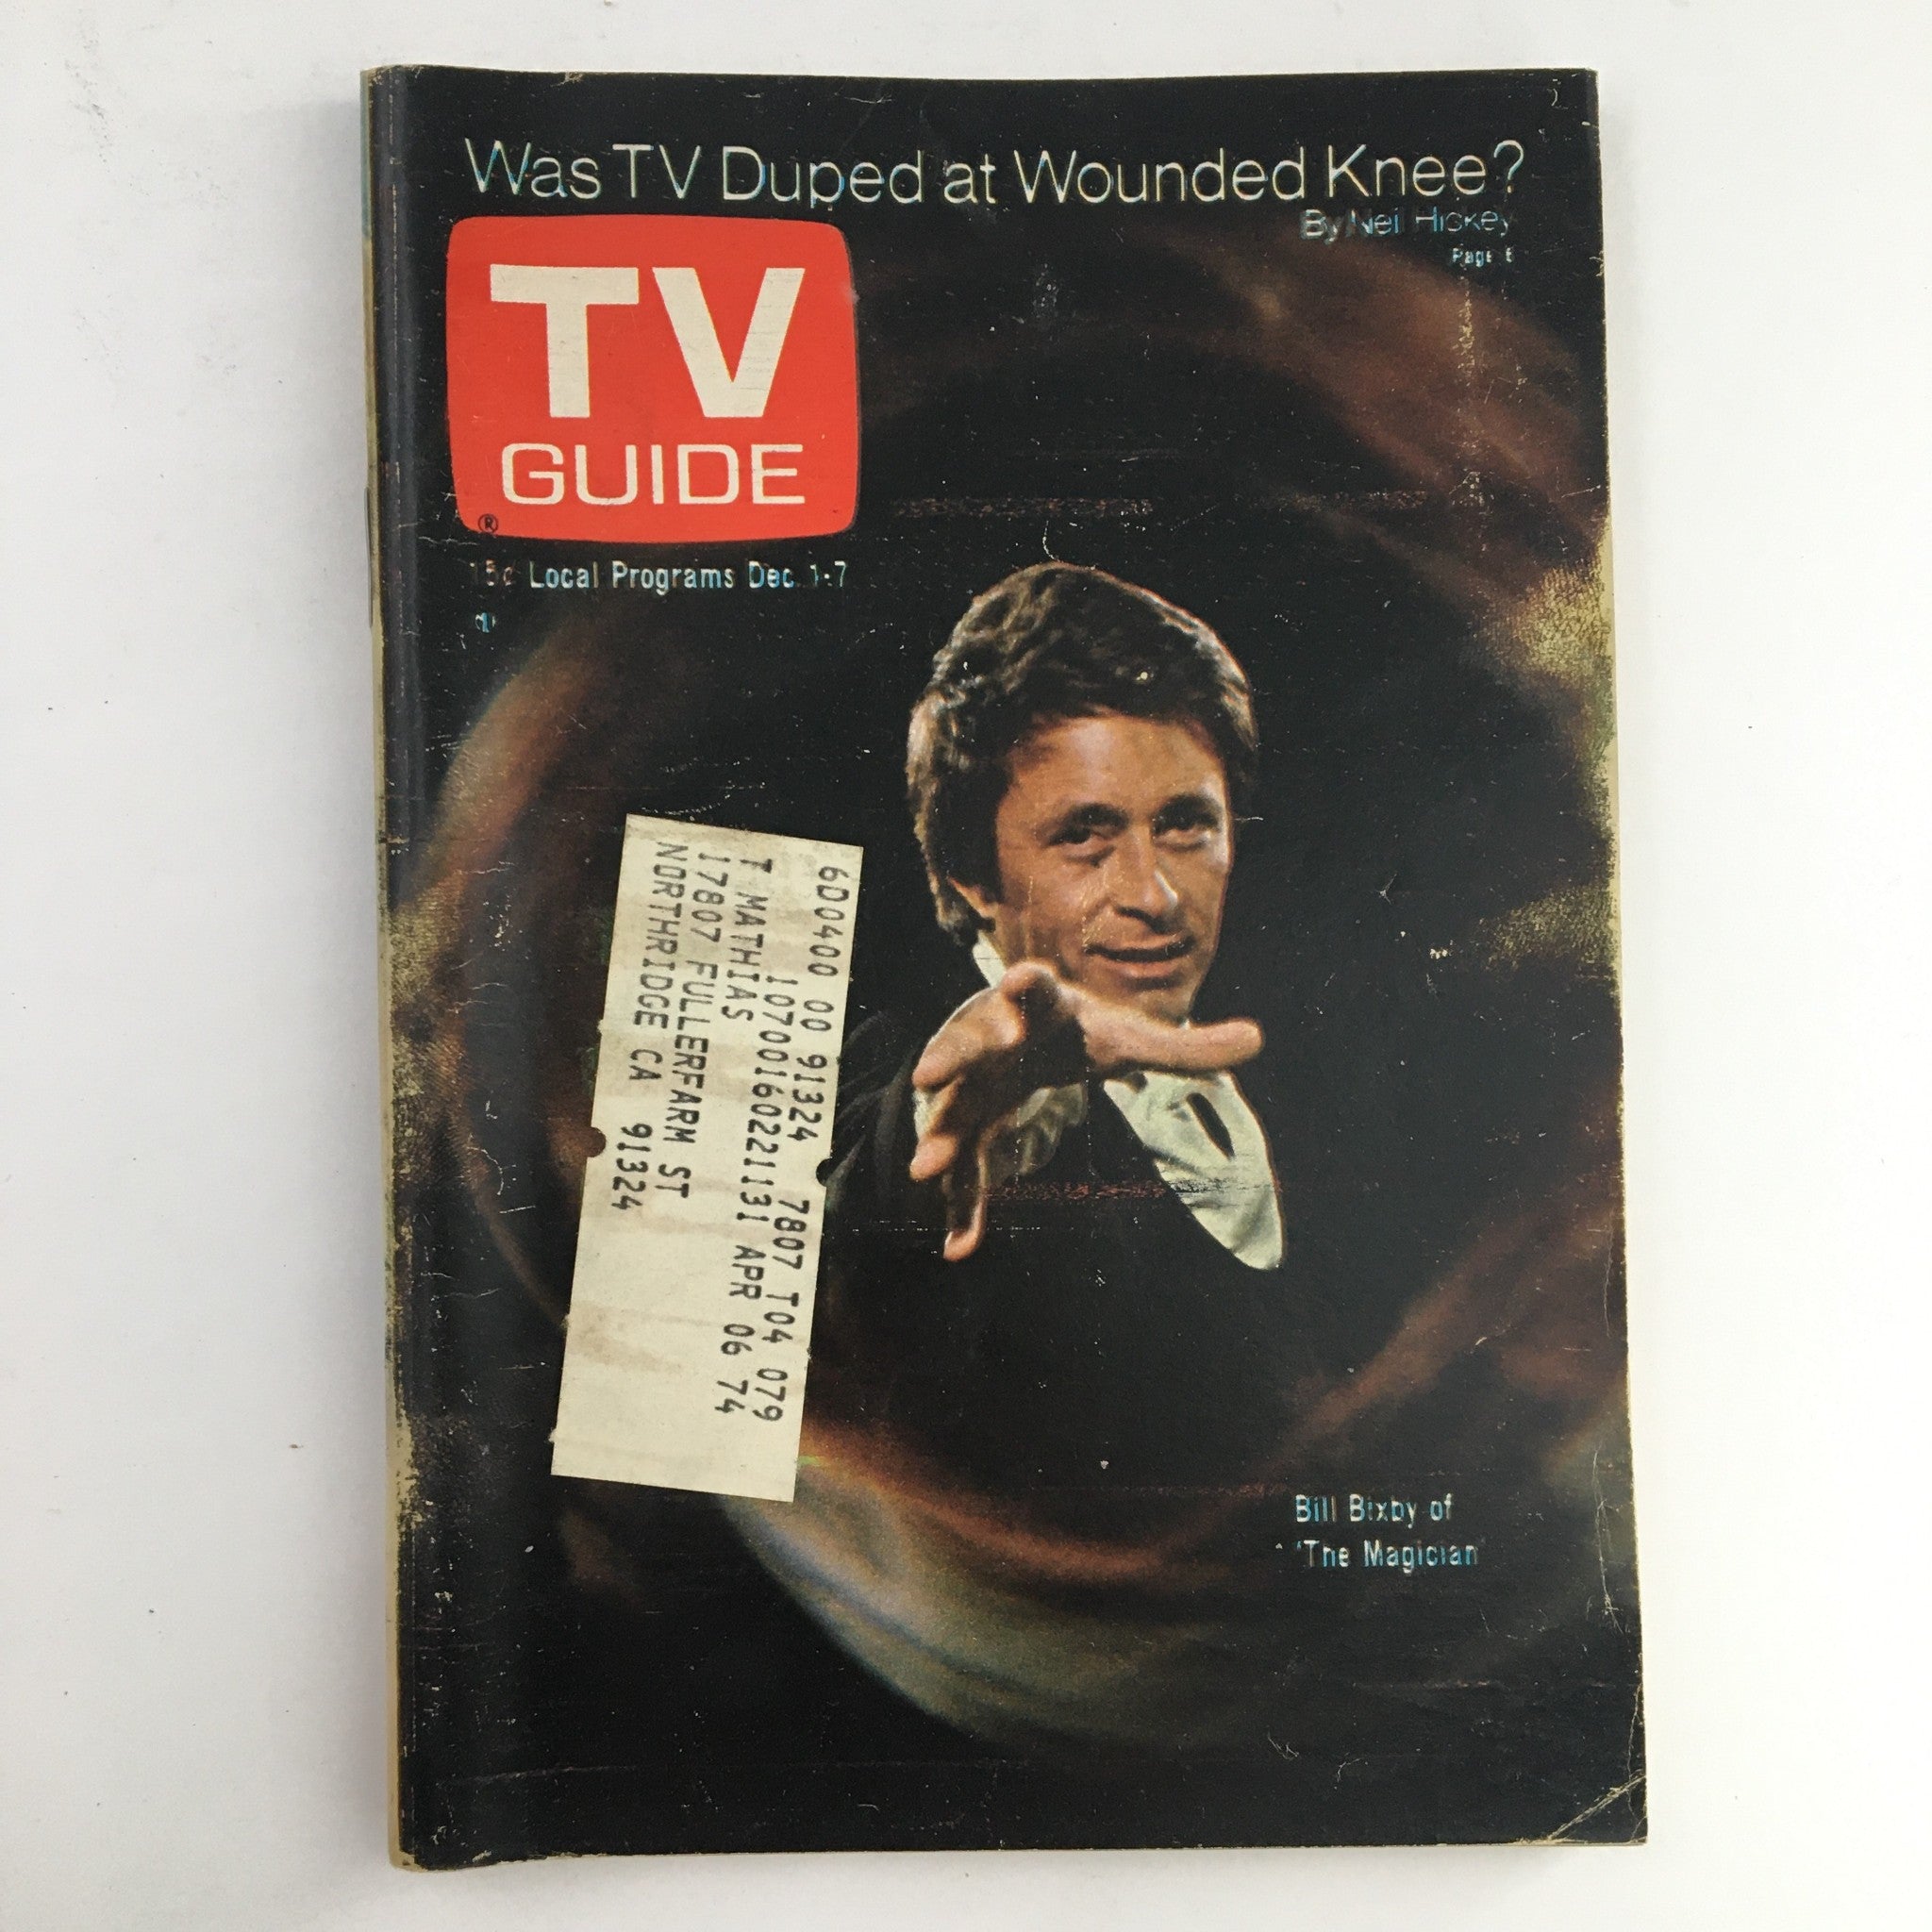 Was TV Duped at Wounded Knee?
By Neil Hickey
Page
TV
GUIDE
®
15¢ Local Programs Dec. 1-7
6D0400 00 91324 7807 T04 079
10700160221131 APR 06 74
T MATHIAS
17807 FULLERFARM ST
NORTHRIDGE CA 91324
Bill Bixby of
'The Magician'